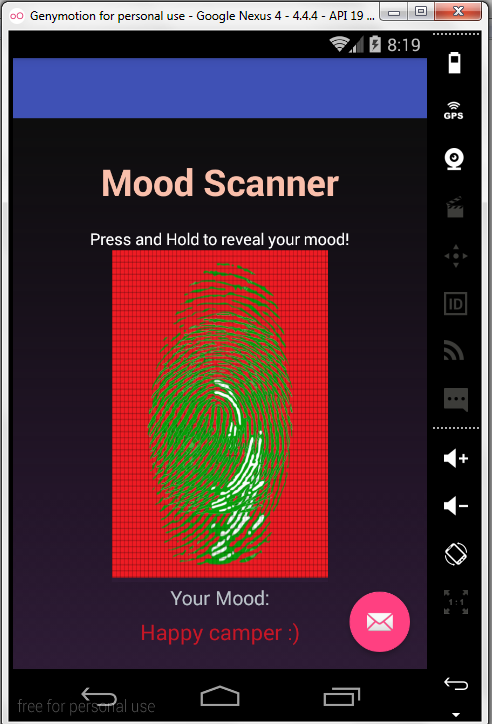 Genymotion for personal use - Google Nexus 4 - 4.4.4 - API 19 ...
8:19
GPS
Mood Scanner
Press and Hold to reveal your mood!
ID
Your Mood:
Happy camper :)
1:1
free for personal use